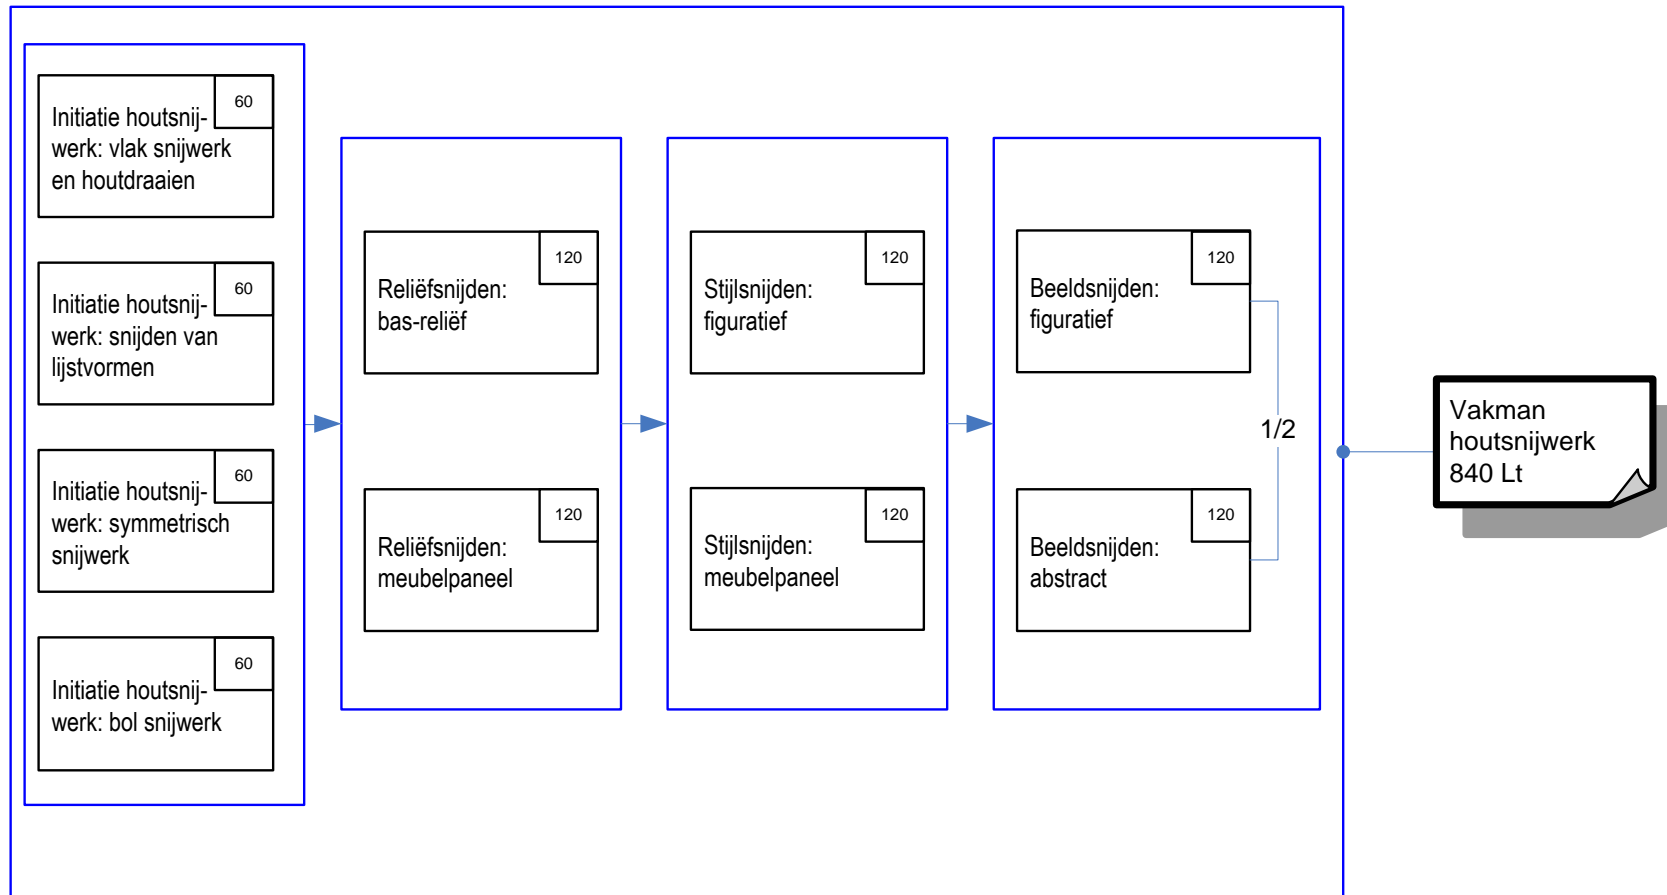 60
Initiatie houtsnij-
werk: vlak snijwerk
en houtdraaien
60
Initiatie houtsnij-
werk: snijden van
lijstvormen
60
Initiatie houtsnij-
werk: symmetrisch
snijwerk
60
Initiatie houtsnij-
werk: bol snijwerk
120
Reliëfsnijden:
bas-reliëf
120
Reliëfsnijden:
meubelpaneel
120
Stijlsnijden:
figuratief
120
Stijlsnijden:
meubelpaneel
120
Beeldsnijden:
figuratief
1/2
120
Beeldsnijden:
abstract
Vakman
houtsnijwerk
840 Lt